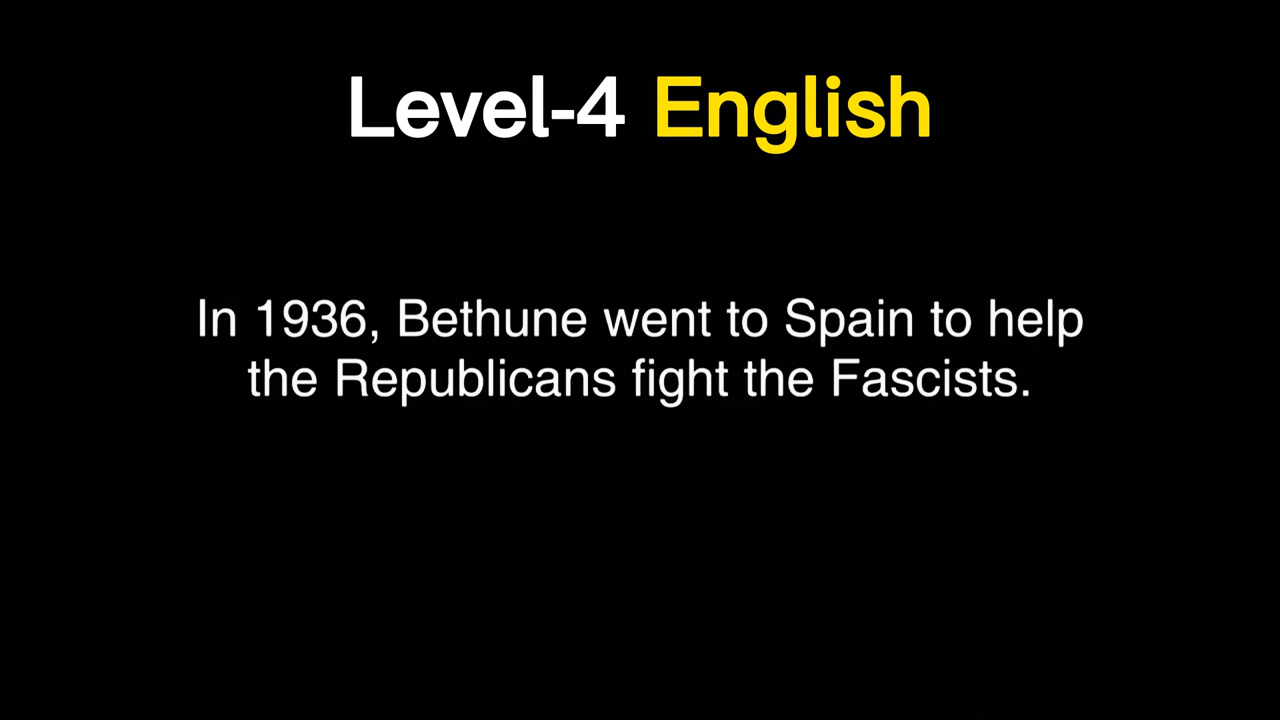 Level-4 English
In 1936, Bethune went to Spain to help
the Republicans fight the Fascists.